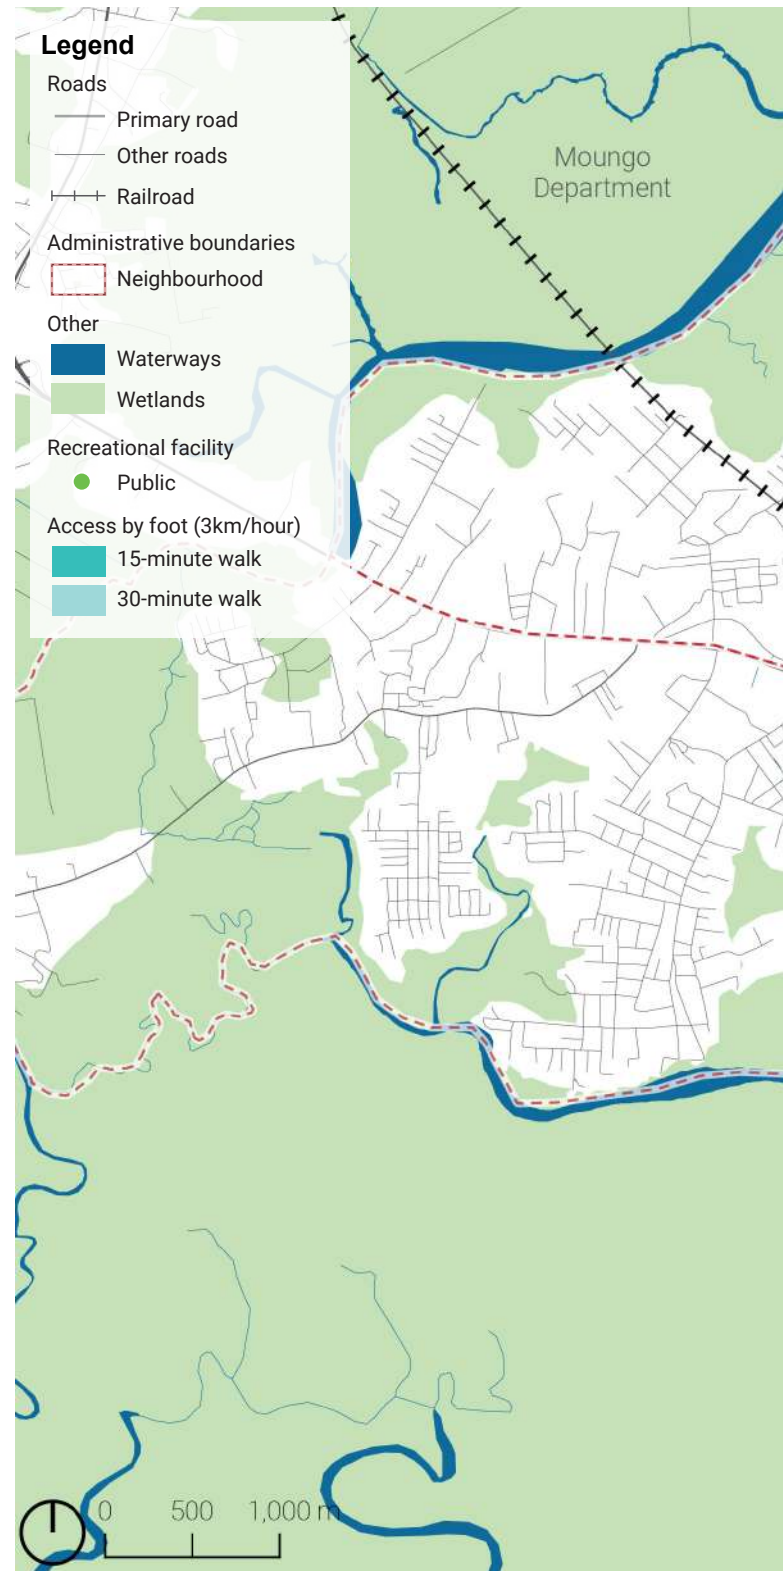 Legend
Roads
Primary road
Other roads
Railroad
Administrative boundaries
Neighbourhood
Other
Waterways
Wetlands
Recreational facility
Public
Access by foot (3km/hour)
15-minute walk
30-minute walk
Moungo
Department
0 500 1,000 m